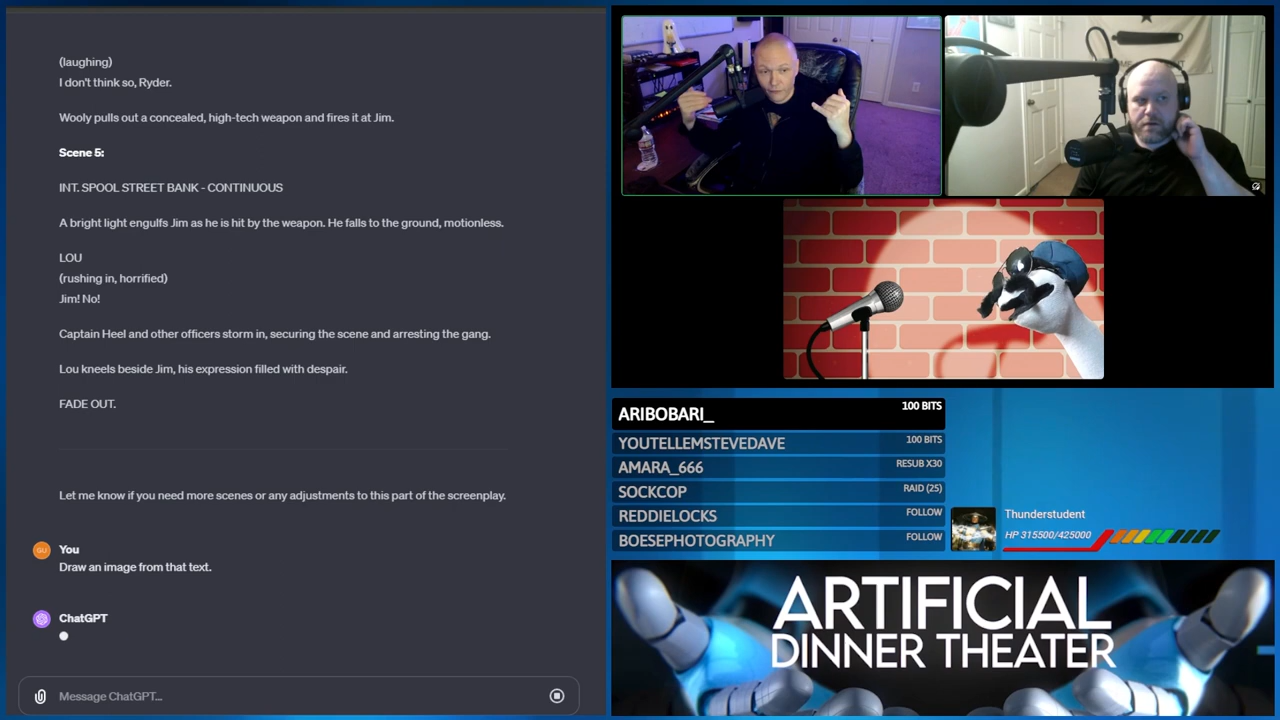 (laughing)
I don't think so, Ryder.
Wooly pulls out a concealed, high-tech weapon and fires it at Jim.
Scene 5:
INT. SPOOL STREET BANK - CONTINUOUS
A bright light engulfs Jim as he is hit by the weapon. He falls to the ground, motionless.
LOU
(rushing in, horrified)
Jim! No!
Captain Heel and other officers storm in, securing the scene and arresting the gang.
Lou kneels beside Jim, his expression filled with despair.
FADE OUT.
Let me know if you need more scenes or any adjustments to this part of the screenplay.
GU
You
Draw an image from that text.
ChatGPT
Message ChatGPT...
ARIBOBARI_ 100 BITS
YOUTELLEMSTEVEDAVE 100 BITS
AMARA_666 RESUB X30
SOCKCOP RAID (25)
REDDIELOCKS FOLLOW
BOESEPHOTOGRAPHY FOLLOW
Thunderstudent
HP 315500/425000
ARTIFICIAL
DINNER THEATER